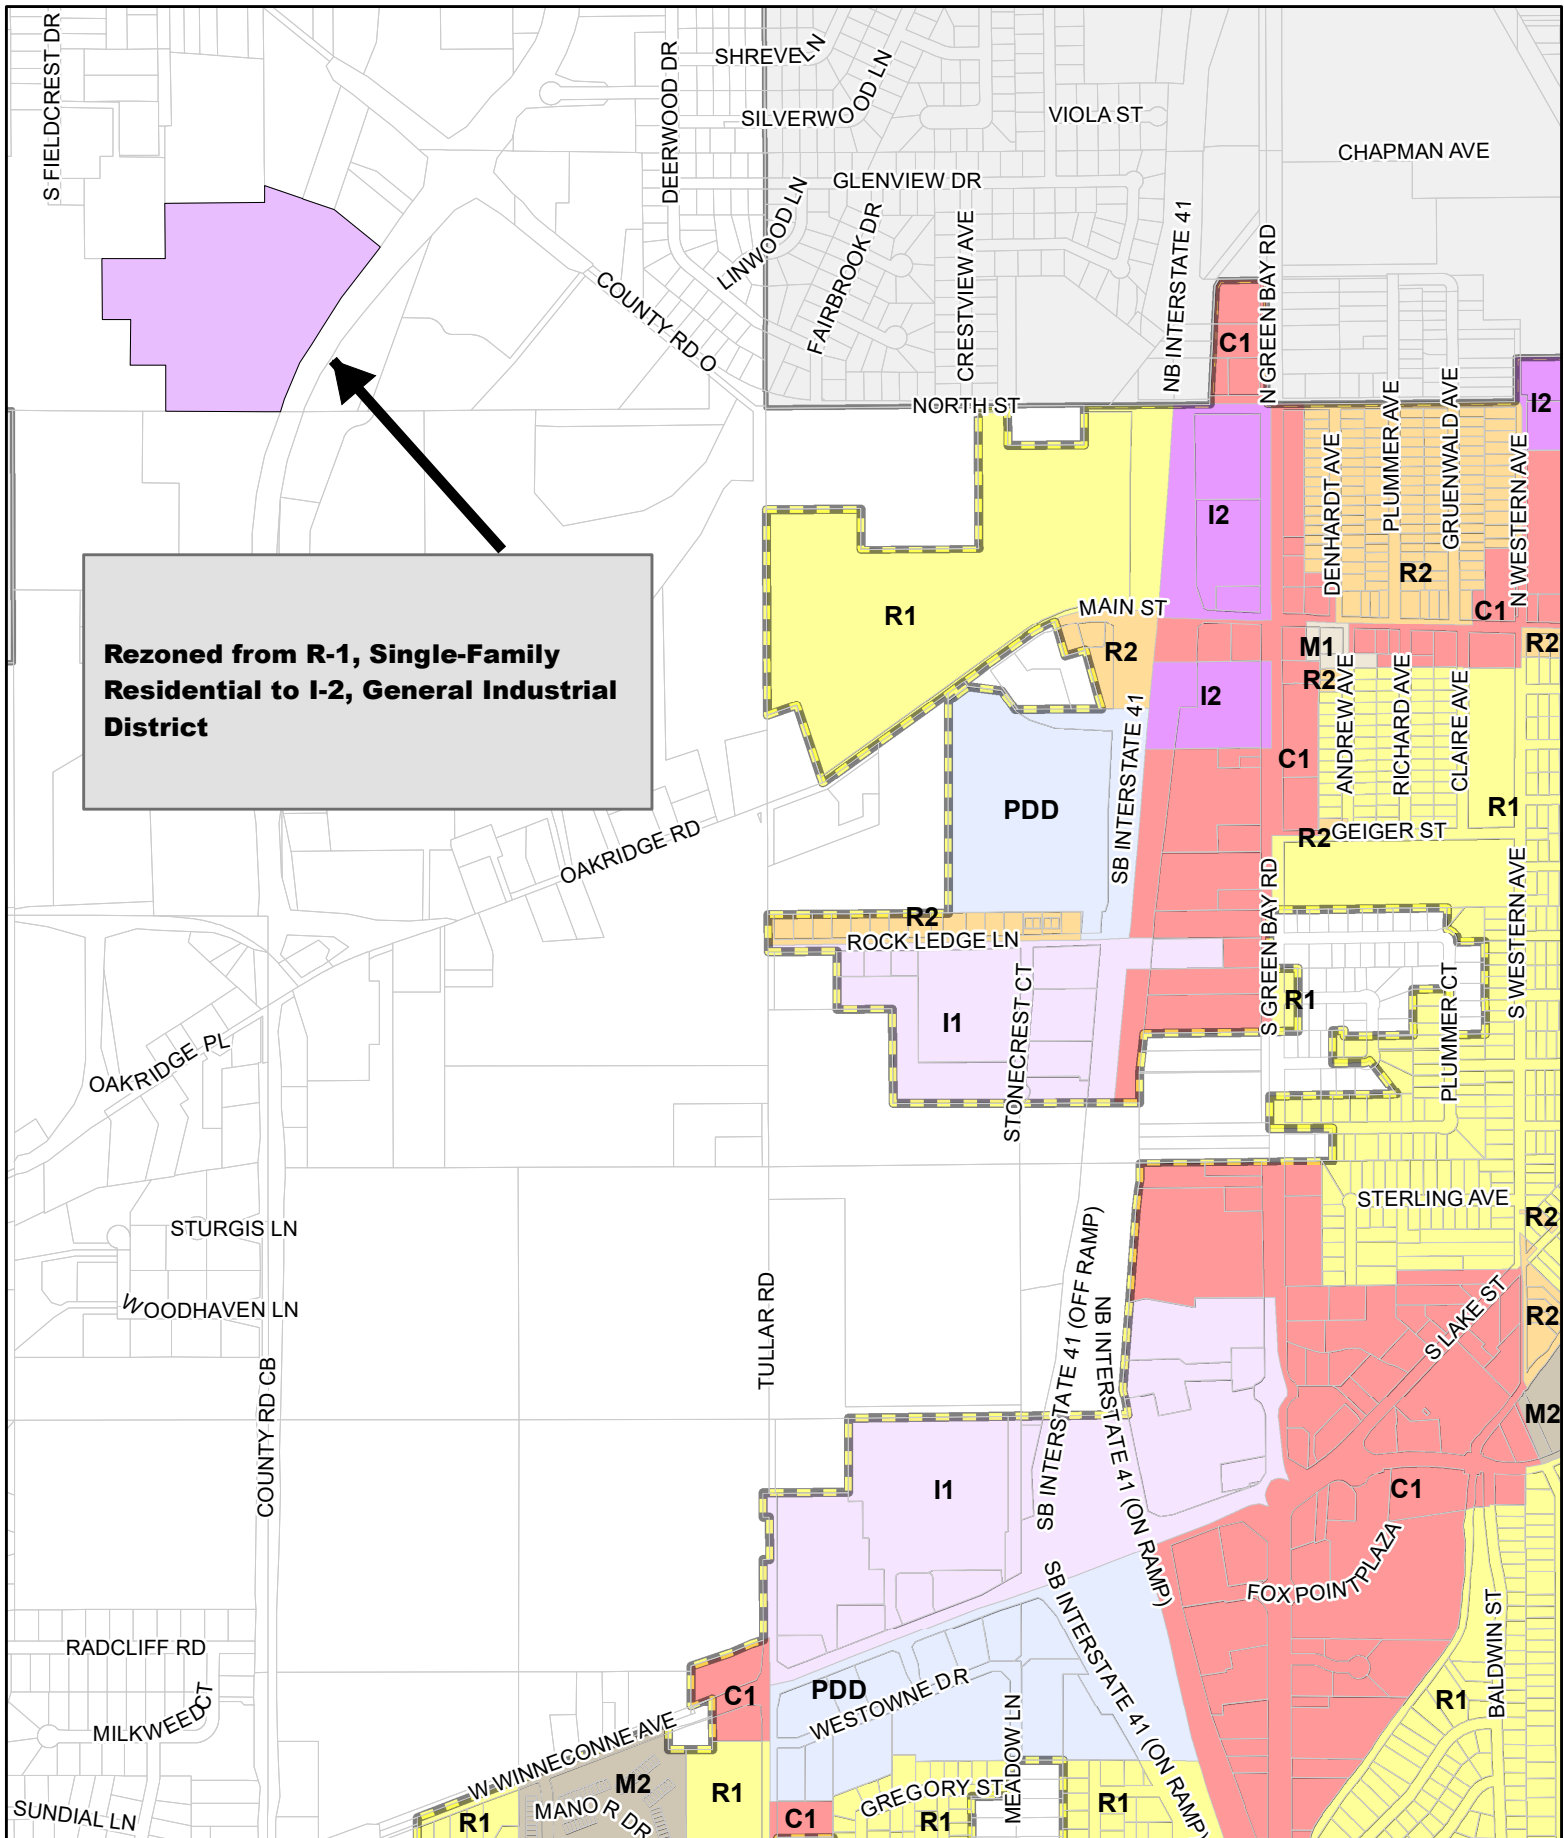 S FIELDCREST DR
DEERWOOD DR
SHREVE LN
SILVERWOOD LN
VIOLA ST
CHAPMAN AVE
GLENVIEW DR
LINWOOD LN
FAIRBROOK DR
CRESTVIEW AVE
NB INTERSTATE 41
N GREEN BAY RD
COUNTY RD O
C1
NORTH ST
I2
DENHARDT AVE
PLUMMER AVE
GRUENWALD AVE
N WESTERN AVE
I2
R2
R1
MAIN ST
C1
R2
M1
R2
R2
Rezoned from R-1, Single-Family
Residential to I-2, General Industrial
District
I2
SB INTERSTATE 41
ANDREW AVE
RICHARD AVE
CLAIRE AVE
C1
PDD
R1
R2
GEIGER ST
OAKRIDGE RD
S GREEN BAY RD
S WESTERN AVE
R2
ROCK LEDGE LN
I1
STONECREST CT
R1
PLUMMER CT
OAKRIDGE PL
STERLING AVE
R2
STURGIS LN
WOODHAVEN LN
TULLAR RD
COUNTY RD CB
SB INTERSTATE 41 (OFF RAMP)
NB INTERSTATE 41 (ON RAMP)
S LAKE ST
R2
M2
I1
C1
FOX POINT PLAZA
SB INTERSTATE 41 (ON RAMP)
BALDWIN ST
RADCLIFF RD
MILKWEED CT
C1
PDD
WESTOWNE DR
MEADOW LN
R1
W WINNECONNE AVE
M2
R1
MANOR DR
GREGORY ST
R1
SUNDIAL LN
R1
C1
R1